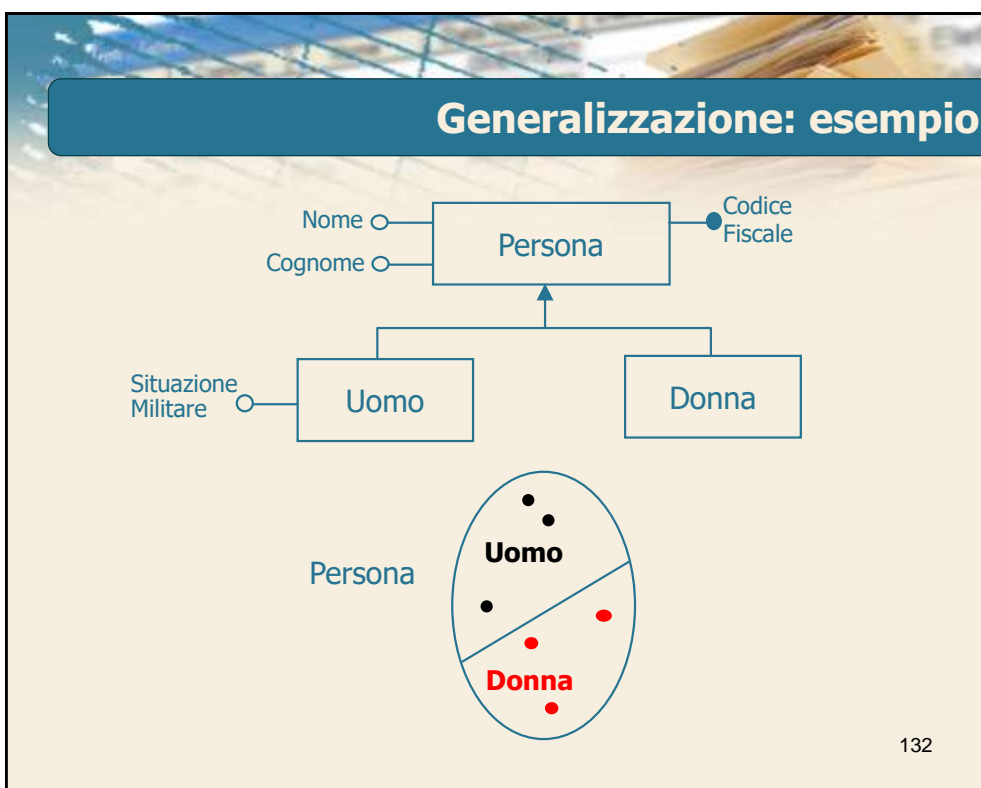 Generalizzazione: esempio
Nome
Codice
Fiscale
Persona
Cognome
Situazione
Militare
Uomo
Donna
Uomo
Persona
Donna
132